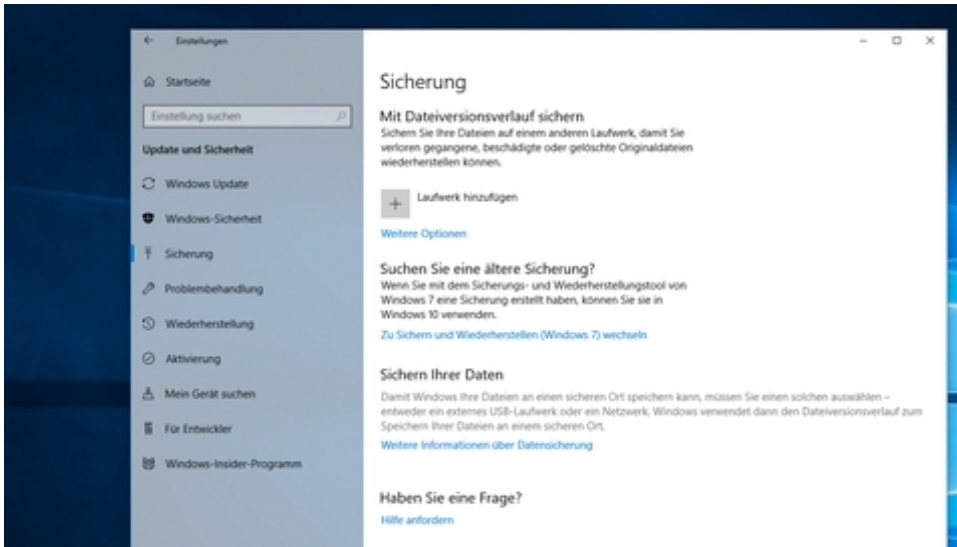 Einstellungen
Startseite
Einstellung suchen
Update und Sicherheit
Windows Update
Windows-Sicherheit
Sicherung
Problembehandlung
Wiederherstellung
Aktivierung
Mein Gerät suchen
Für Entwickler
Windows-Insider-Programm
Sicherung
Mit Dateiversionsverlauf sichern
Sichern Sie Ihre Dateien auf einem anderen Laufwerk, damit Sie
verloren gegangene, beschädigte oder gelöschte Originaldateien
wiederherstellen können.
Laufwerk hinzufügen
Weitere Optionen
Suchen Sie eine ältere Sicherung?
Wenn Sie mit dem Sicherungs- und Wiederherstellungstool von
Windows 7 eine Sicherung erstellt haben, können Sie sie in
Windows 10 verwenden.
Zu Sichern und Wiederherstellen (Windows 7) wechseln
Sichern Ihrer Daten
Damit Windows Ihre Dateien an einen sicheren Ort speichern kann, müssen Sie einen solchen auswählen –
entweder ein externes USB-Laufwerk oder ein Netzwerk. Windows verwendet dann den Dateiversionsverlauf zum
Speichern Ihrer Dateien an einem sicheren Ort.
Weitere Informationen über Datensicherung
Haben Sie eine Frage?
Hilfe anfordern